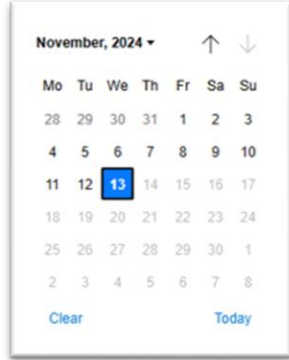 November, 2024
Mo Tu We Th Fr Sa Su
28 29 30 31 1 2 3
4 5 6 7 8 9 10
11 12 13 14 15 16 17
18 19 20 21 22 23 24
25 26 27 28 29 30 1
2 3 4 5 6 7 8
Clear Today